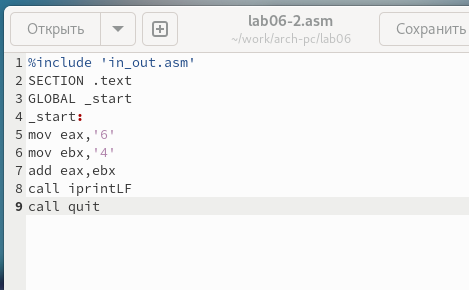 Открыть
lab06-2.asm
~/work/arch-pc/lab06
Сохранить
1 %include 'in_out.asm'
2 SECTION .text
3 GLOBAL _start
4 _start:
5 mov eax,'6'
6 mov ebx,'4'
7 add eax,ebx
8 call iprintLF
9 call quit